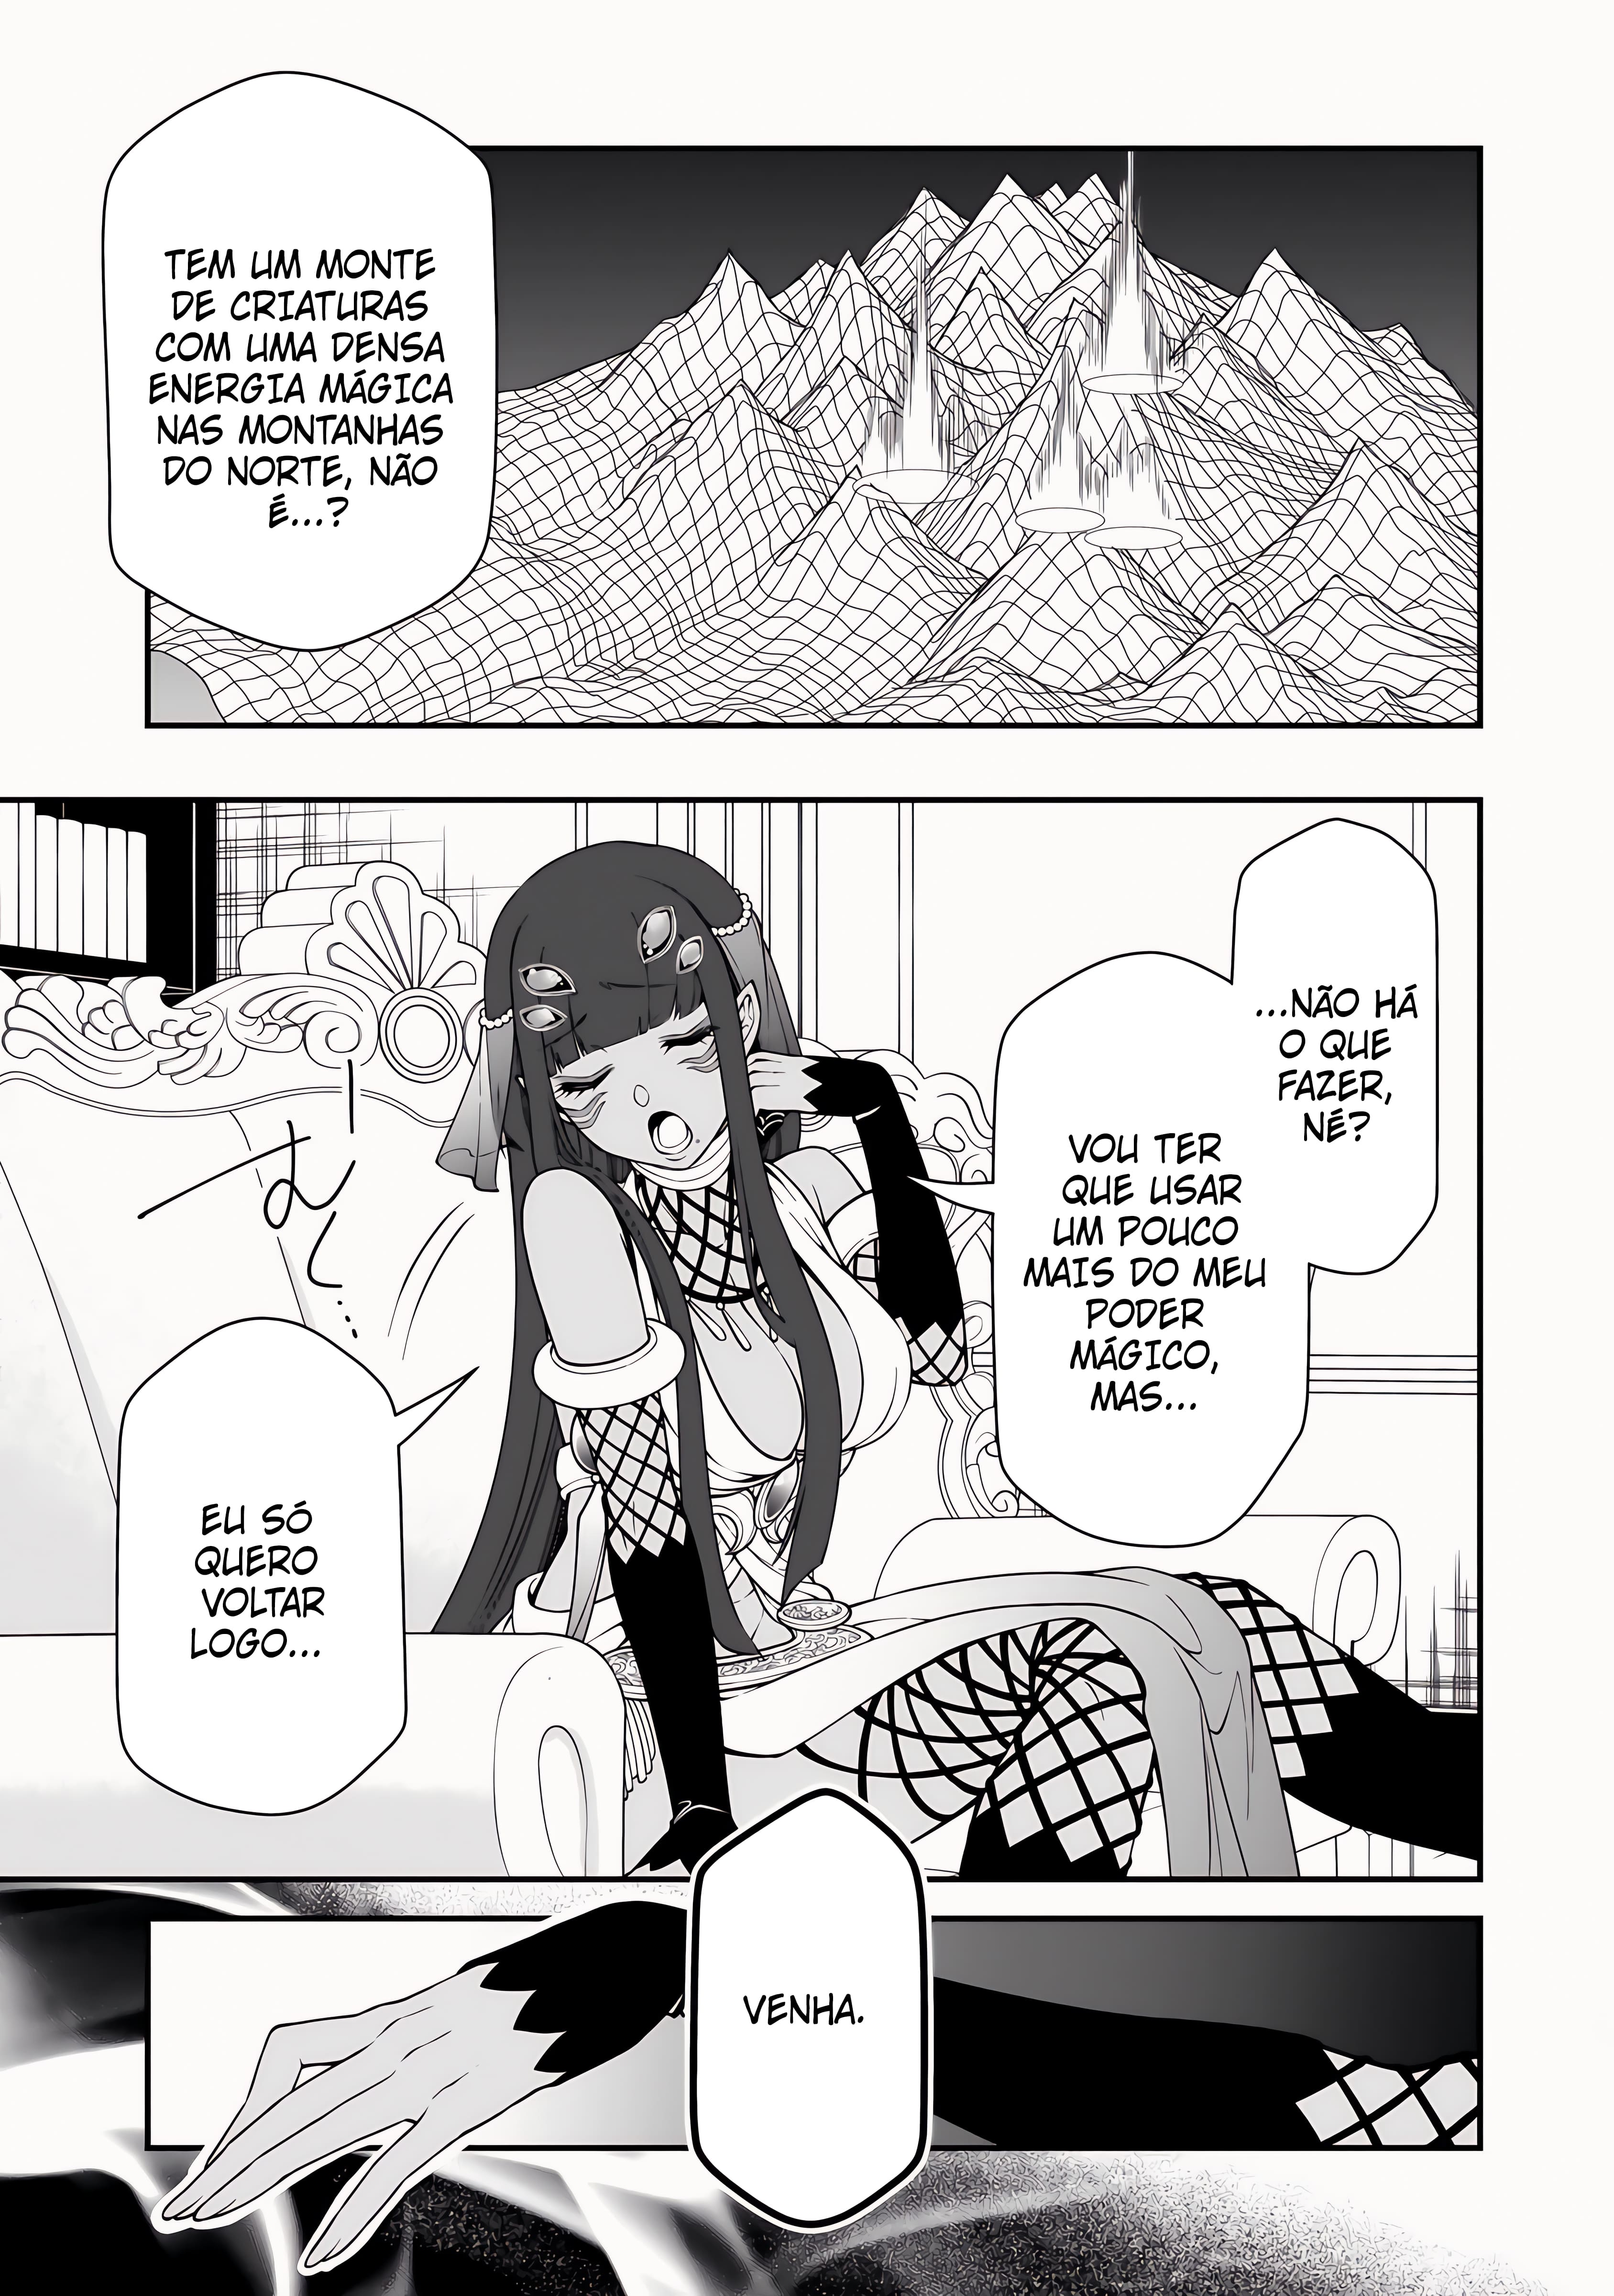 TEM UM MONTE
DE CRIATURAS
COM UMA DENSA
ENERGIA MÁGICA
NAS MONTANHAS
DO NORTE, NÃO
É...?
...NÃO HÁ
O QUE
FAZER,
NÉ?
VOU TER
QUE USAR
UM POUCO
MAIS DO MEU
PODER
MÁGICO,
MAS...
EU SÓ
QUERO
VOLTAR
LOGO...
VENHA.